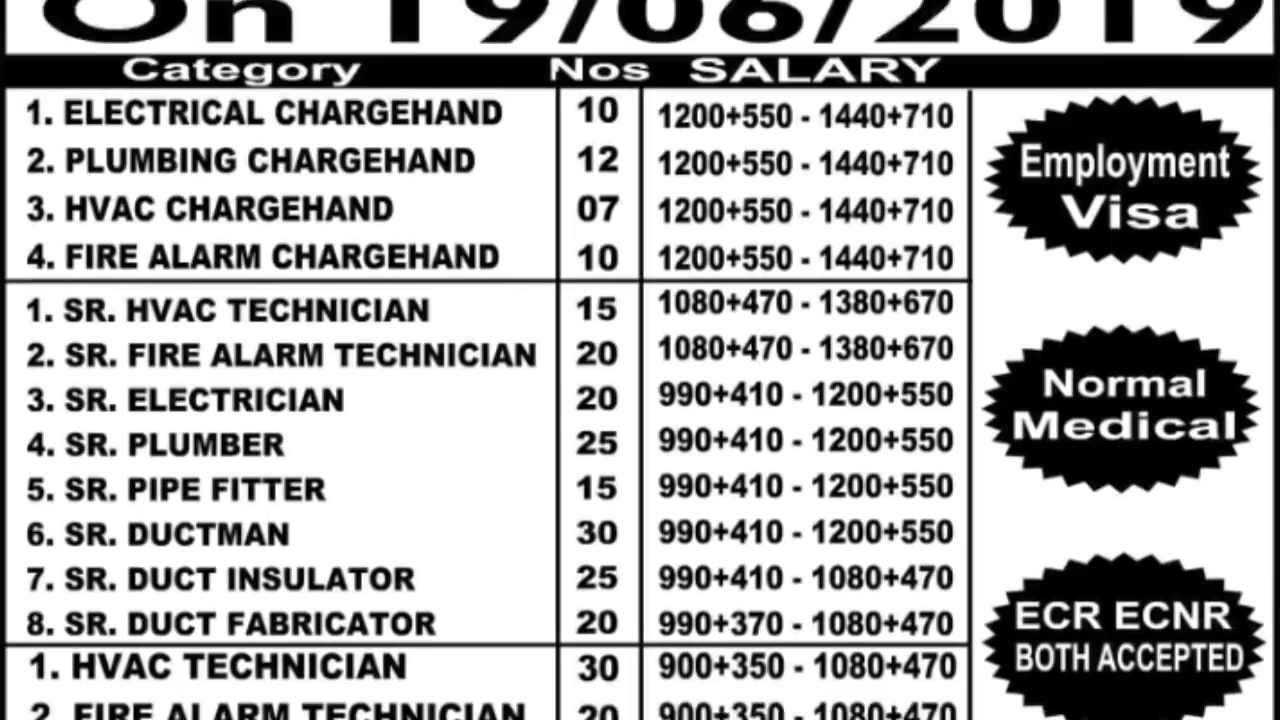 On 19/06/2019
Category Nos SALARY
1. ELECTRICAL CHARGEHAND 10 1200+550 - 1440+710
2. PLUMBING CHARGEHAND 12 1200+550 - 1440+710
3. HVAC CHARGEHAND 07 1200+550 - 1440+710
4. FIRE ALARM CHARGEHAND 10 1200+550 - 1440+710
1. SR. HVAC TECHNICIAN 15 1080+470 - 1380+670
2. SR. FIRE ALARM TECHNICIAN 20 1080+470 - 1380+670
3. SR. ELECTRICIAN 20 990+410 - 1200+550
4. SR. PLUMBER 25 990+410 - 1200+550
5. SR. PIPE FITTER 15 990+410 - 1200+550
6. SR. DUCTMAN 30 990+410 - 1200+550
7. SR. DUCT INSULATOR 25 990+410 - 1080+470
8. SR. DUCT FABRICATOR 20 990+370 - 1080+470
1. HVAC TECHNICIAN 30 900+350 - 1080+470
2. FIRE ALARM TECHNICIAN 20 900+350 - 1080+470
Employment
Visa
Normal
Medical
ECR ECNR
BOTH ACCEPTED